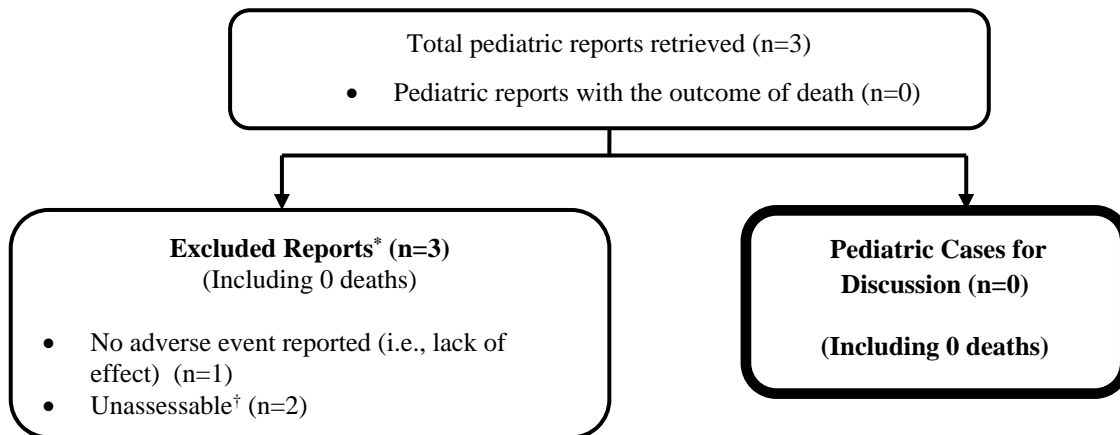 Total pediatric reports retrieved (n=3)
• Pediatric reports with the outcome of death (n=0)
Excluded Reports* (n=3)
(Including 0 deaths)
• No adverse event reported (i.e., lack of
effect) (n=1)
• Unassessable† (n=2)
Pediatric Cases for
Discussion (n=0)
(Including 0 deaths)